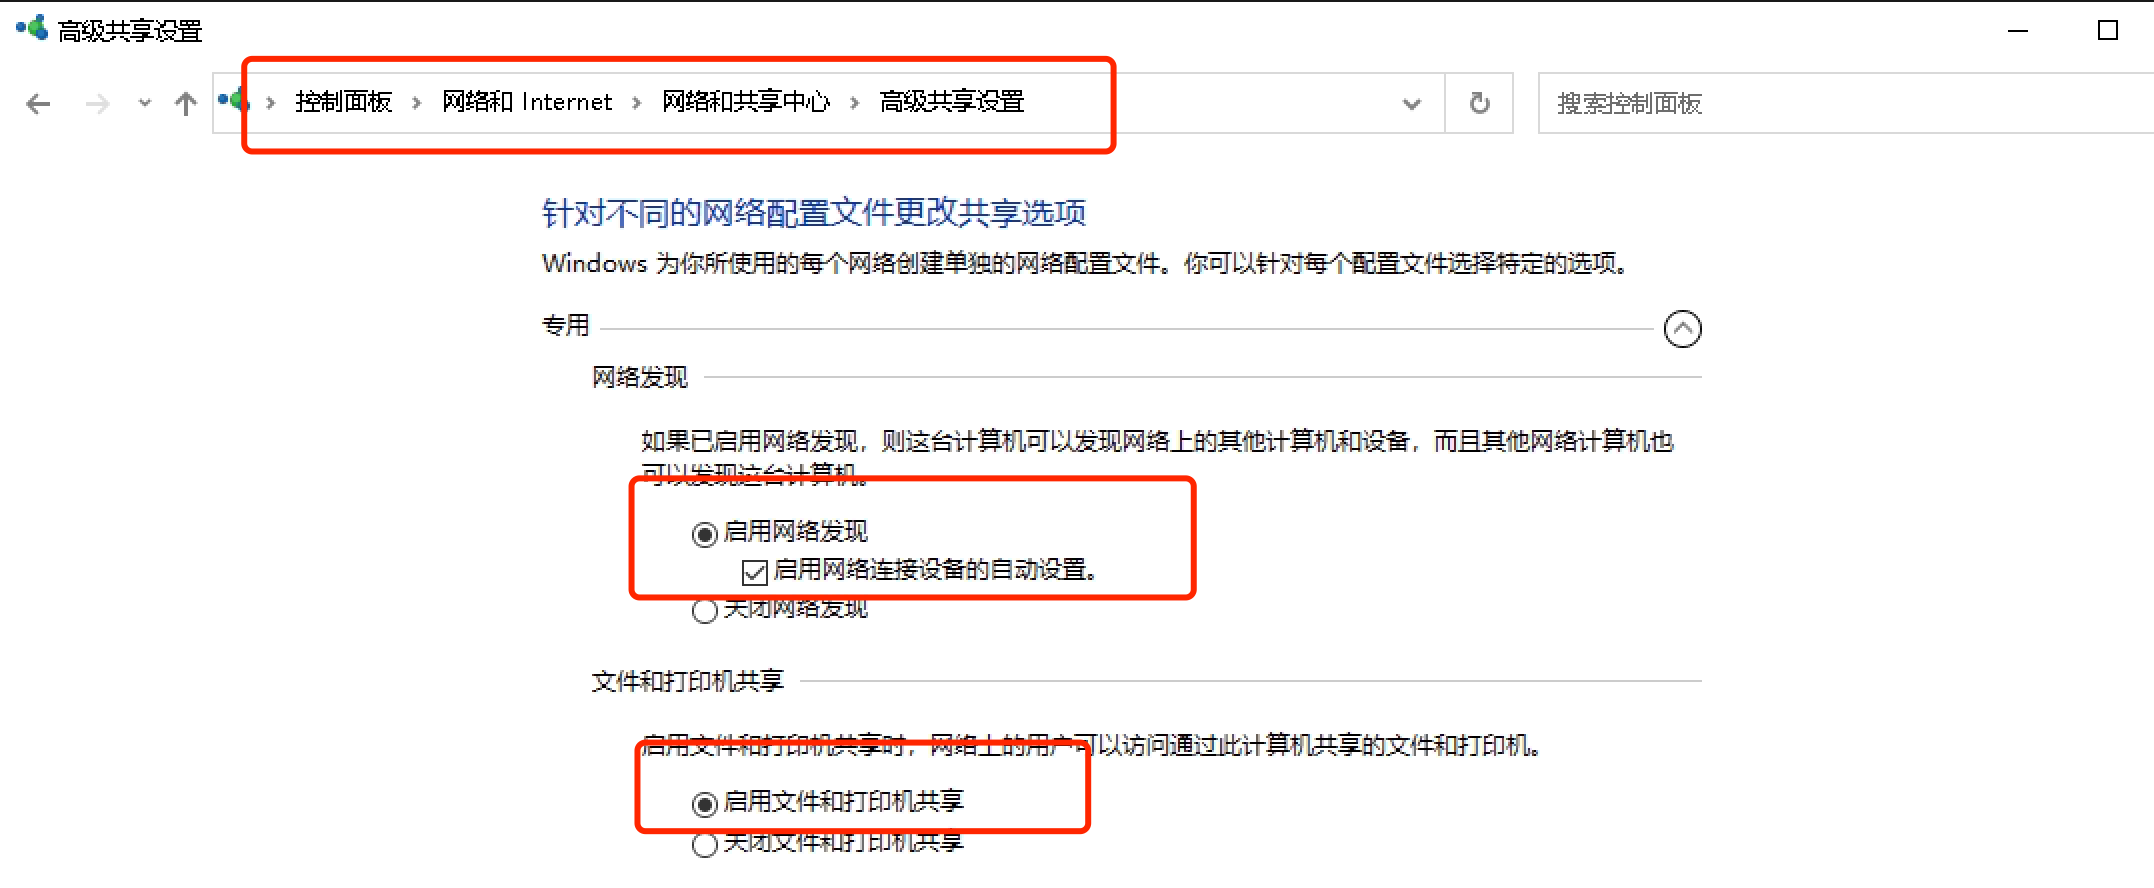 高级共享设置
控制面板 > 网络和 Internet > 网络和共享中心 > 高级共享设置
搜索控制面板
针对不同的网络配置文件更改共享选项
Windows 为你所使用的每个网络创建单独的网络配置文件。你可以针对每个配置文件选择特定的选项。
专用
网络发现
如果已启用网络发现，则这台计算机可以发现网络上的其他计算机和设备，而且其他网络计算机也
可以发现这台计算机。
启用网络发现
启用网络连接设备的自动设置。
关闭网络发现
文件和打印机共享
启用文件和打印机共享时，网络上的用户可以访问通过此计算机共享的文件和打印机。
启用文件和打印机共享
关闭文件和打印机共享